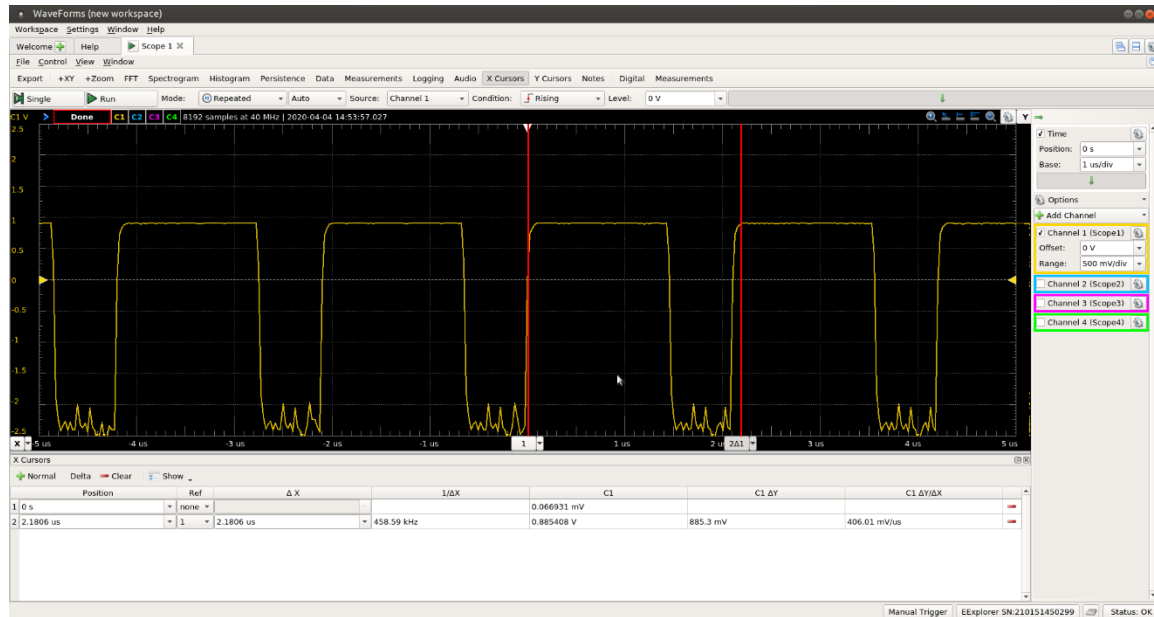 WaveForms (new workspace)
Workspace Settings Window Help
Welcome Help Scope 1
File Control View Window
Export +XY +Zoom FFT Spectrogram Histogram Persistence Data Measurements Logging Audio X Cursors Y Cursors Notes Digital Measurements
Single Run Mode: Repeated Auto Source: Channel 1 Condition: Rising Level: 0 V
C1 V Done C1 C2 C3 C4 8192 samples at 40 MHz | 2020-04-04 14:53:57.027 Y
2.5
2
1.5
1
0.5
0
-0.5
-1
-1.5
-2
-2.5
X -5 us -4 us -3 us -2 us -1 us 1 1 us 2 us 2Δ1 3 us 4 us 5 us
Time
Position: 0 s
Base: 1 us/div
Options
Add Channel
Channel 1 (Scope1)
Offset: 0 V
Range: 500 mV/div
Channel 2 (Scope2)
Channel 3 (Scope3)
Channel 4 (Scope4)
X Cursors
Normal Delta Clear Show
Position Ref Δ X 1/ΔX C1 C1 ΔY C1 ΔY/ΔX
1 0 s none 0.066931 mV
2 2.1806 us 1 2.1806 us 458.59 kHz 0.885408 V 885.3 mV 406.01 mV/us
Manual Trigger EExplorer SN:210151450299 Status: OK